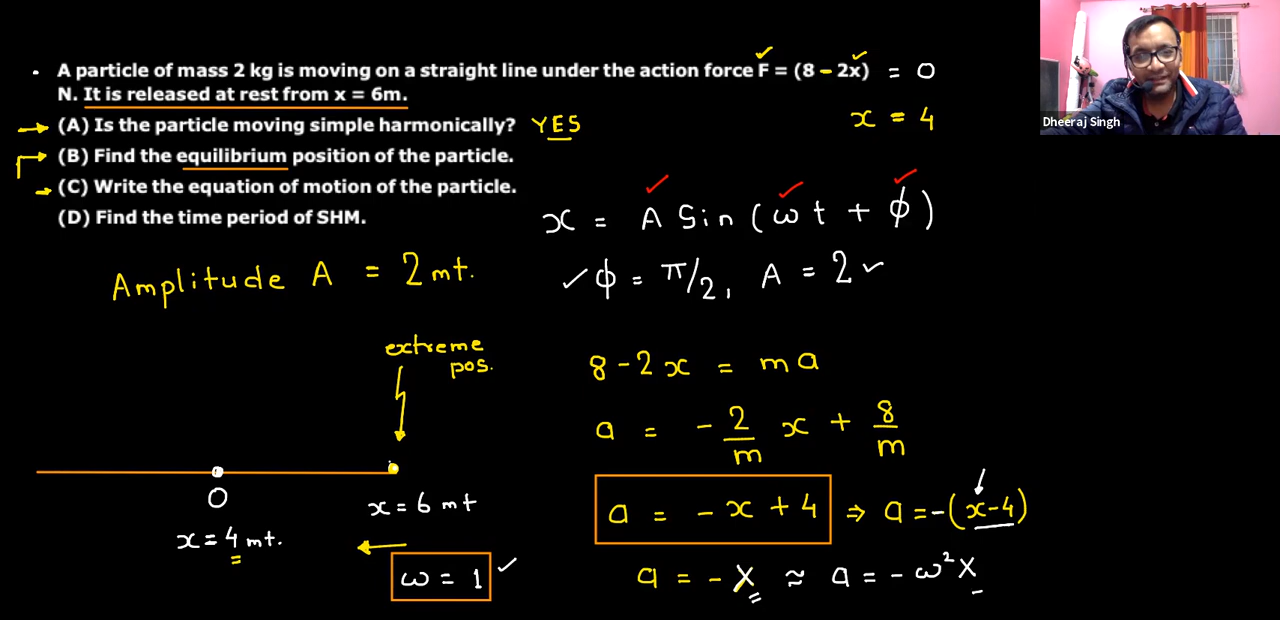 • A particle of mass 2 kg is moving on a straight line under the action force F = (8 – 2x) = 0
N. It is released at rest from x = 6m.
x = 4
(A) Is the particle moving simple harmonically? YES
(B) Find the equilibrium position of the particle.
(C) Write the equation of motion of the particle.
(D) Find the time period of SHM.
Dheeraj Singh
x = A Sin (ωt + ϕ)
Amplitude A = 2 mt.
ϕ = π/2, A = 2
extreme
pos.
8 - 2x = ma
a = - 2/m x + 8/m
O
x = 4 mt.
x = 6 mt
a = - x + 4 ⇒ a = -(x-4)
ω = 1
a = - X ≈ a = - ω²X